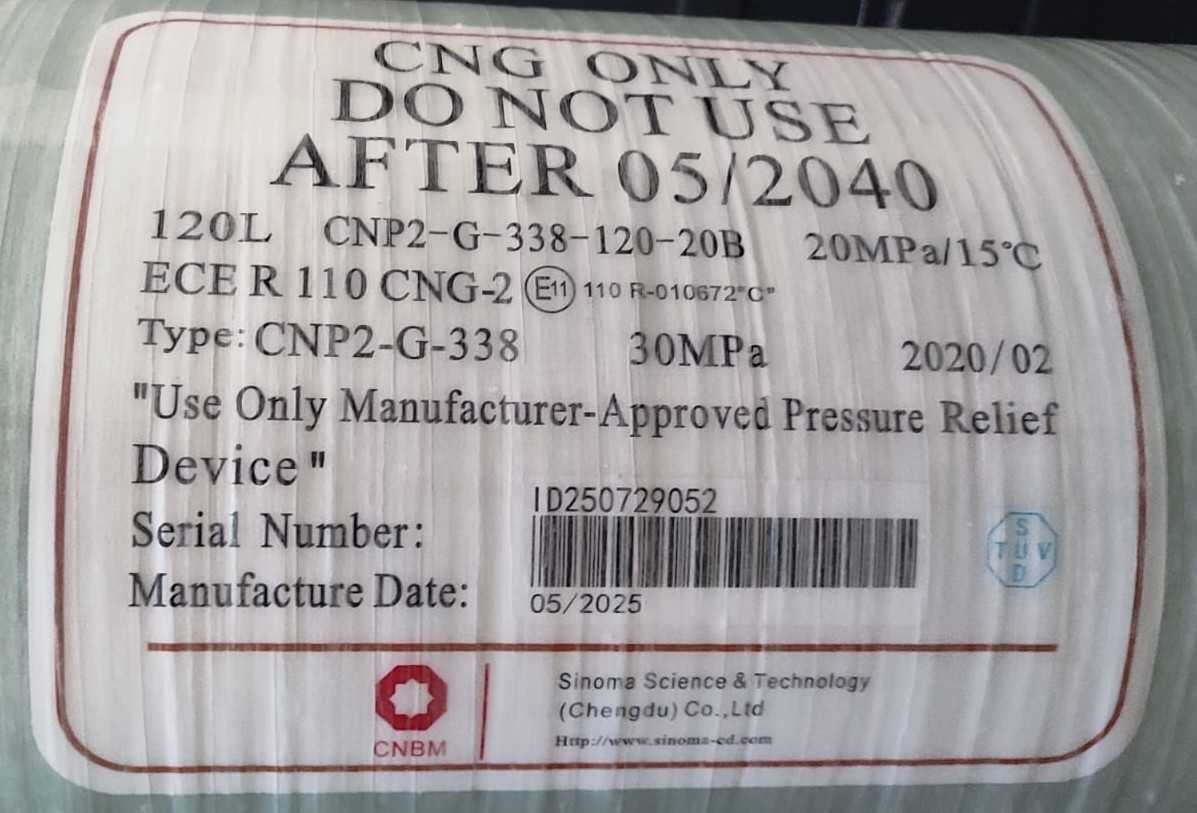 CNG ONLY
DO NOT USE
AFTER 05/2040
120L CNP2-G-338-120-20B 20MPa/15℃
ECE R 110 CNG-2 E11 110 R-010672"C"
Type: CNP2-G-338 30MPa 2020/02
"Use Only Manufacturer-Approved Pressure Relief
Device"
ID250729052
Serial Number:
Manufacture Date: 05/2025
S
TUV
D
CNBM
Sinoma Science & Technology
(Chengdu) Co.,Ltd
Http://www.sinoma-cd.com